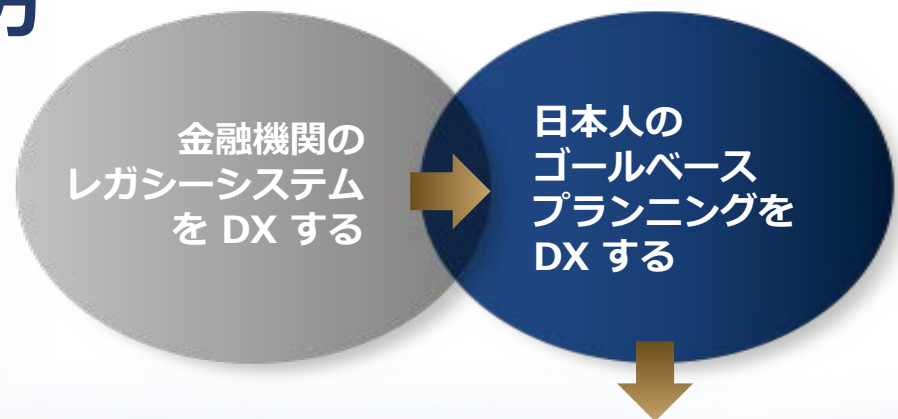 金融機関の
レガシーシステム
を DX する
日本人の
ゴールベース
プランニングを
DX する